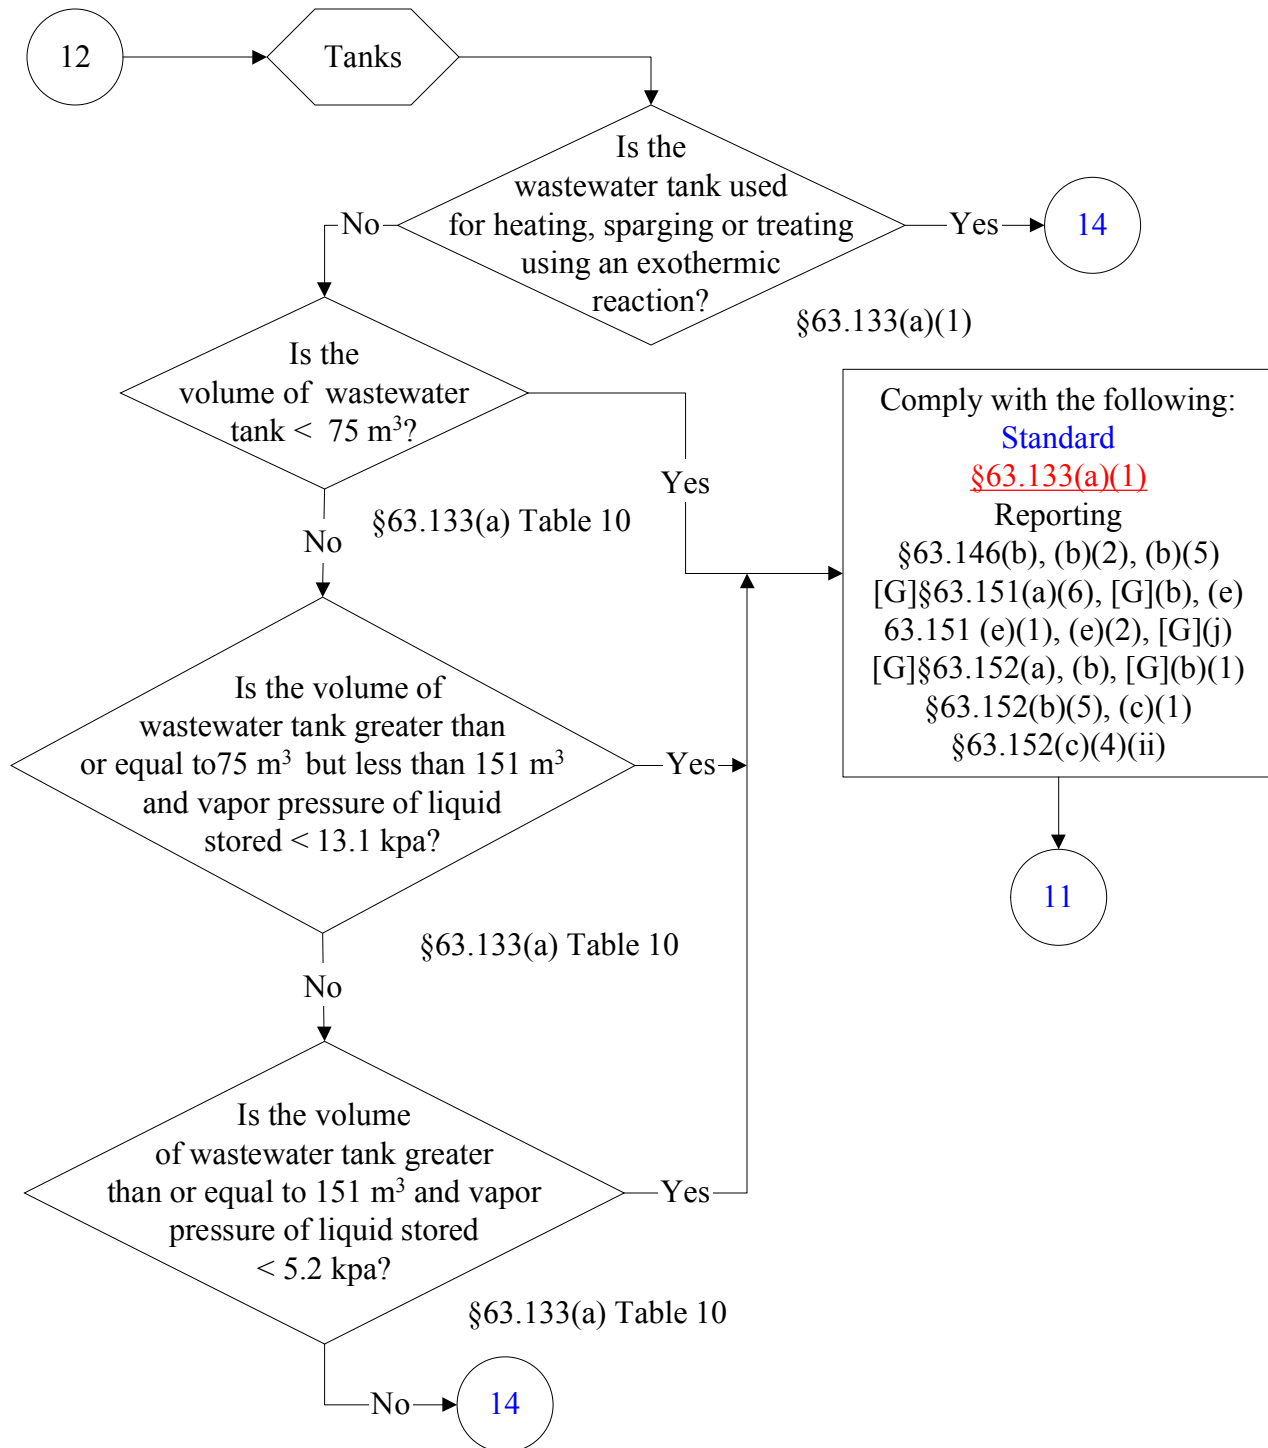 12
Tanks
Is the
wastewater tank used
for heating, sparging or treating
using an exothermic
reaction?
No
Yes
14
§63.133(a)(1)
Is the
volume of wastewater
tank < 75 m³?
Yes
No
§63.133(a) Table 10
Comply with the following:
Standard
§63.133(a)(1)
Reporting
§63.146(b), (b)(2), (b)(5)
[G]§63.151(a)(6), [G](b), (e)
63.151 (e)(1), (e)(2), [G](j)
[G]§63.152(a), (b), [G](b)(1)
§63.152(b)(5), (c)(1)
§63.152(c)(4)(ii)
11
Is the volume of
wastewater tank greater than
or equal to75 m³ but less than 151 m³
and vapor pressure of liquid
stored < 13.1 kpa?
Yes
No
§63.133(a) Table 10
Is the volume
of wastewater tank greater
than or equal to 151 m³ and vapor
pressure of liquid stored
< 5.2 kpa?
Yes
§63.133(a) Table 10
No
14